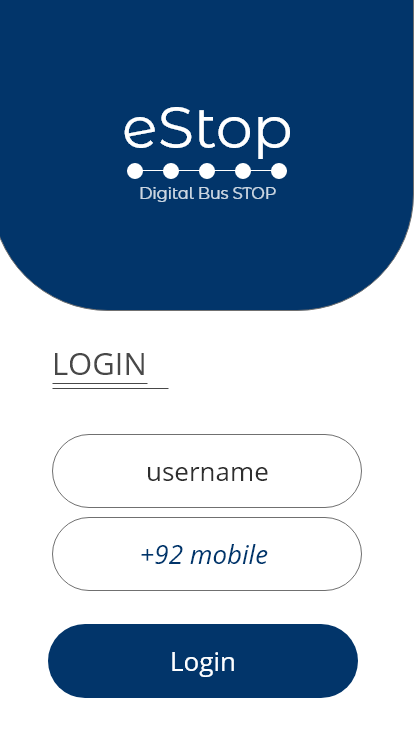 eStop
Digital Bus STOP
LOGIN
username
+92 mobile
Login